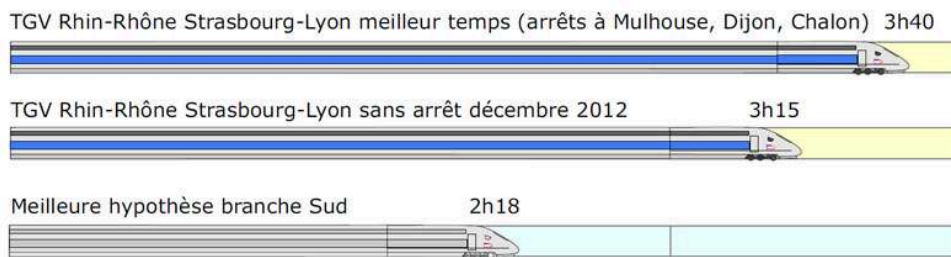 TGV Rhin-Rhône Strasbourg-Lyon meilleur temps (arrêts à Mulhouse, Dijon, Chalon) 3h40
TGV Rhin-Rhône Strasbourg-Lyon sans arrêt décembre 2012 3h15
Meilleure hypothèse branche Sud 2h18